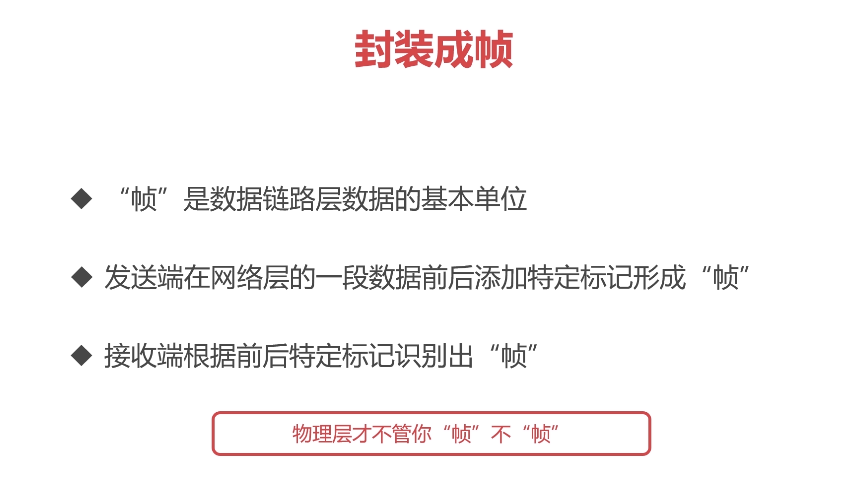 封装成帧
◆ “帧”是数据链路层数据的基本单位
◆ 发送端在网络层的一段数据前后添加特定标记形成“帧”
◆ 接收端根据前后特定标记识别出“帧”
物理层才不管你“帧”不“帧”